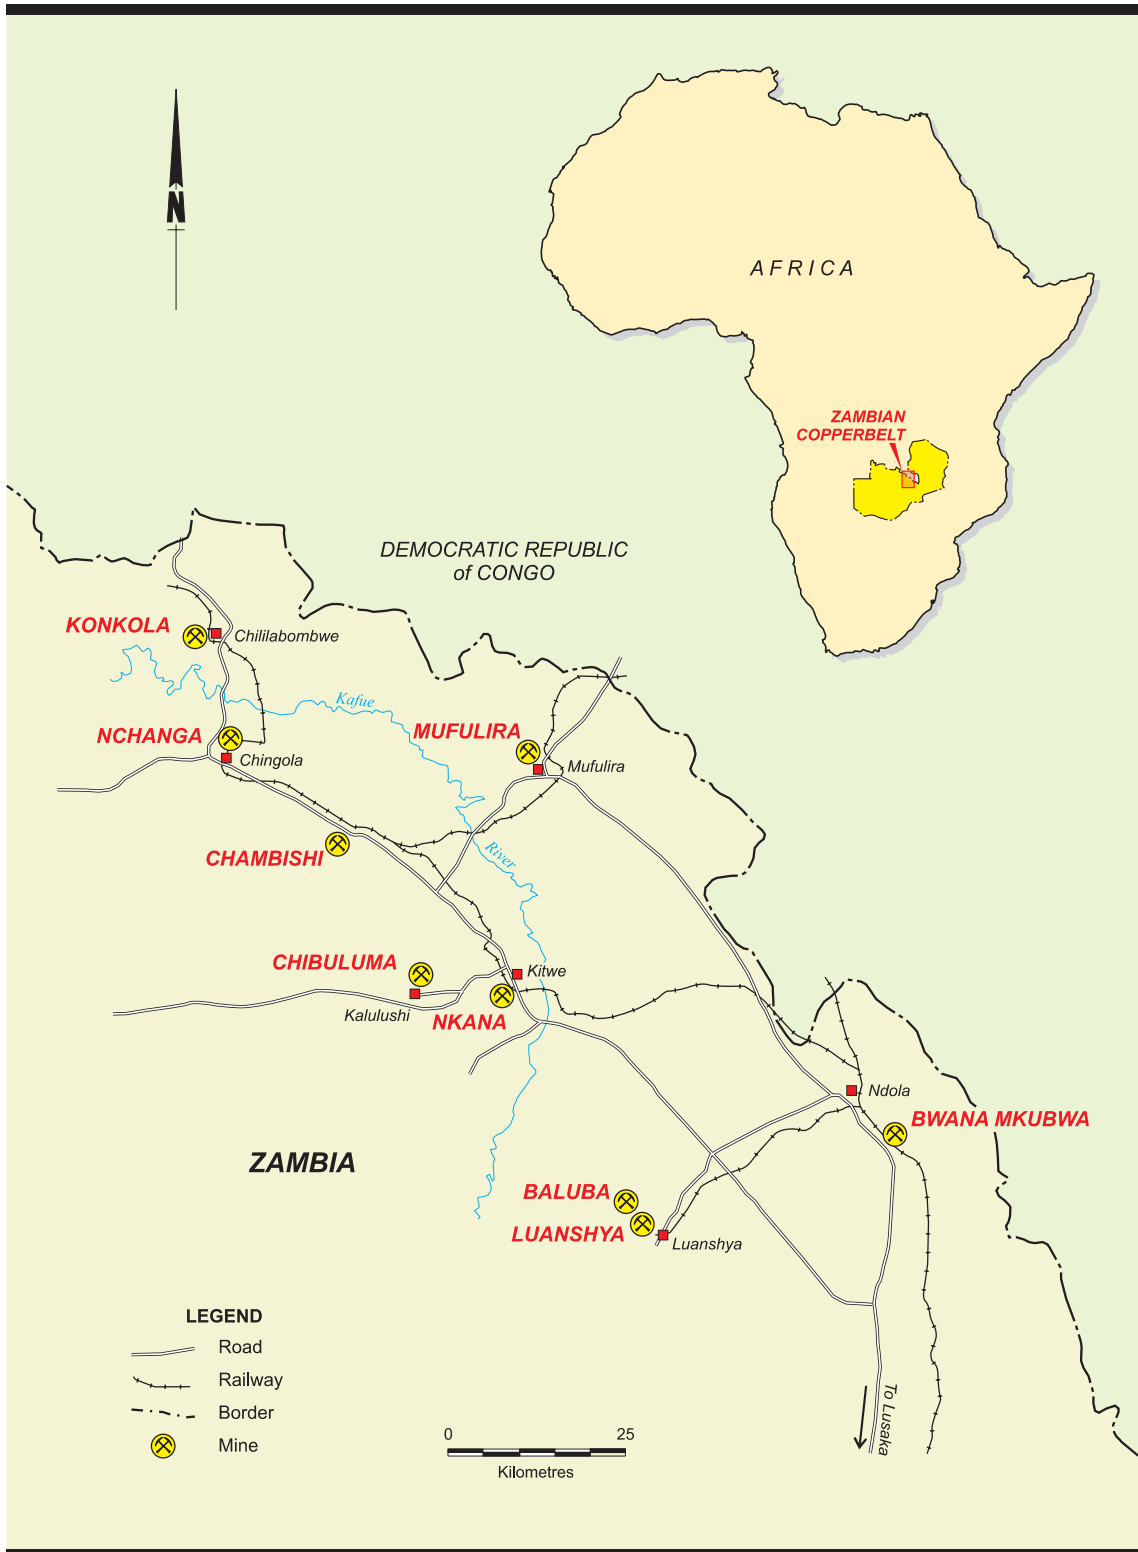 N
AFRICA
ZAMBIAN
COPPERBELT
DEMOCRATIC REPUBLIC
of CONGO
KONKOLA
Chililabombwe
Kafue
NCHANGA
Chingola
MUFULIRA
Mufulira
CHAMBISHI
River
CHIBULUMA
Kitwe
Kalulushi
NKANA
Ndola
BWANA MKUBWA
ZAMBIA
BALUBA
LUANSHYA
Luanshya
LEGEND
Road
Railway
Border
Mine
0 25
Kilometres
To Lusaka